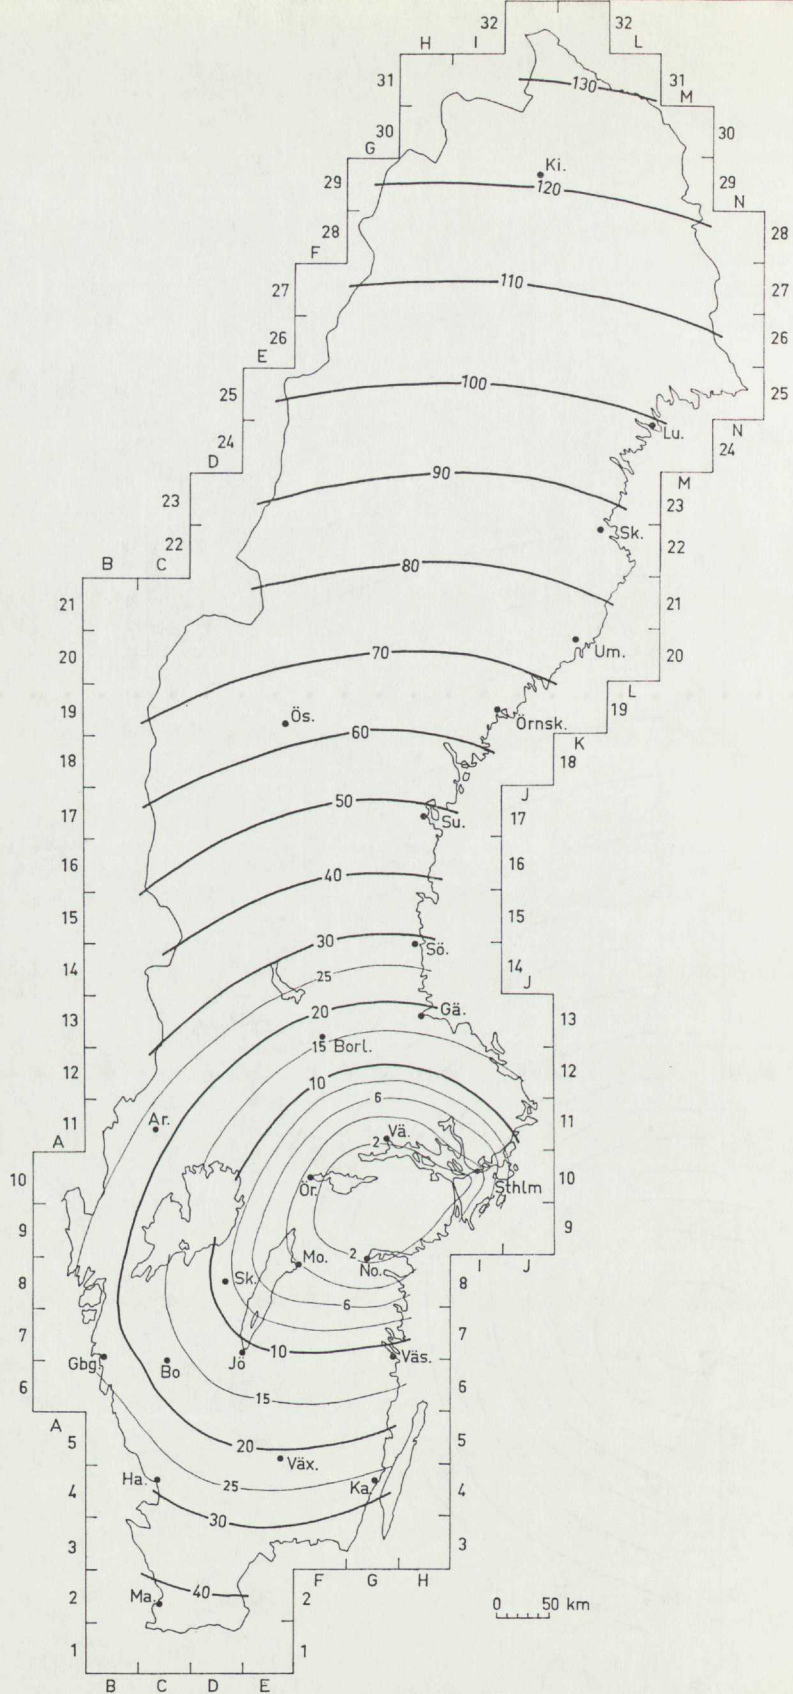 32 32
H I L
31 130 31
M
30 30
G
Ki.
29 120 29
N
28 28
F
27 110 27
26 26
E
25 100 25
Lu. N
24 24
D M
23 90 23
Sk.
22 22
B C 80
21 21
Um.
20 70 20
L
19 Ös. Örnsk. 19
60 K
18 18
J
17 50 Su. 17
16 16
40
15 15
30 Sö.
14 25 14
J
20 Gä.
13 13
15 Borl.
12 10 12
6
11 Ar. Vä. 11
A 2
10 Ör. Sthlm 10
9 2 9
Mo. No. I J
8 Sk. 6 8
7 10 7
Gbg Bo Jö Väs.
6 15 6
A
5 20 5
Väx.
Ha. 25 Ka.
4 30 4
3 3
F G H
40
2 Ma. 2 0 50 km
1 1
B C D E